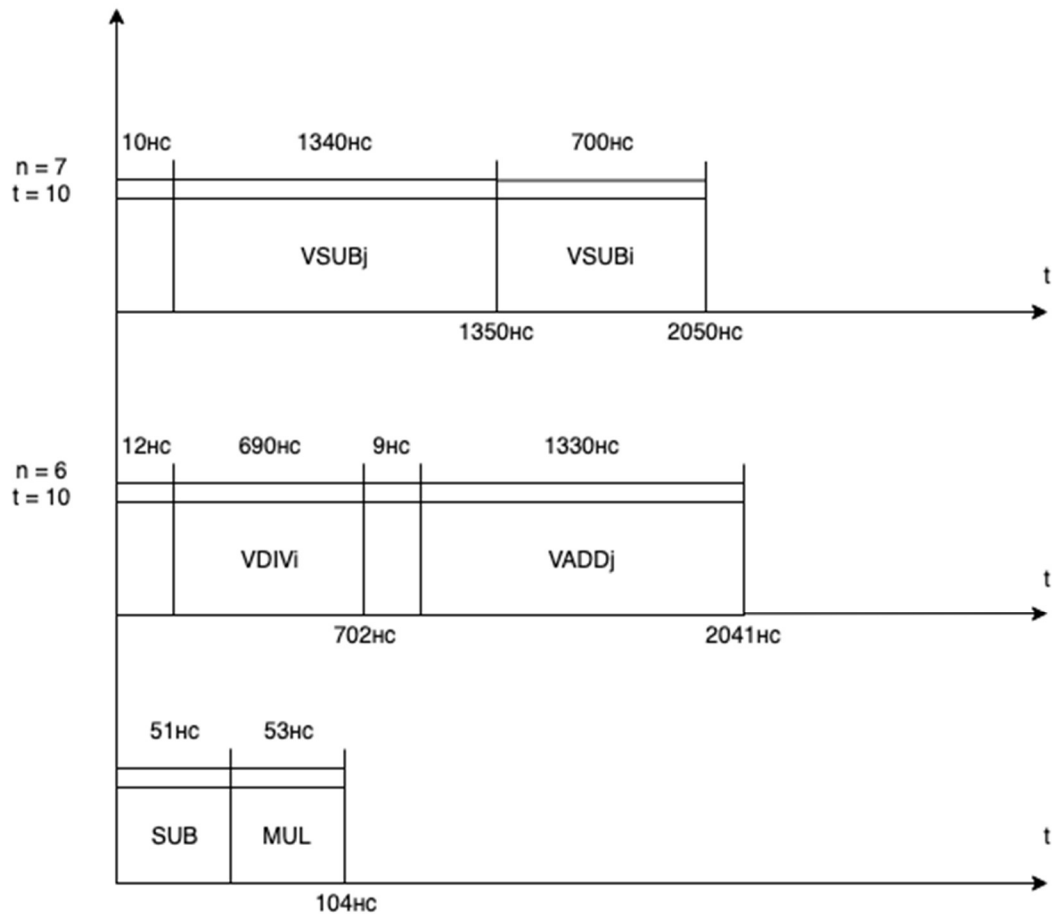 10нс 1340нс 700нс
n = 7
t = 10
VSUBj VSUBi
t
1350нс 2050нс
12нс 690нс 9нс 1330нс
n = 6
t = 10
VDIVi VADDj
t
702нс 2041нс
51нс 53нс
SUB MUL
t
104нс